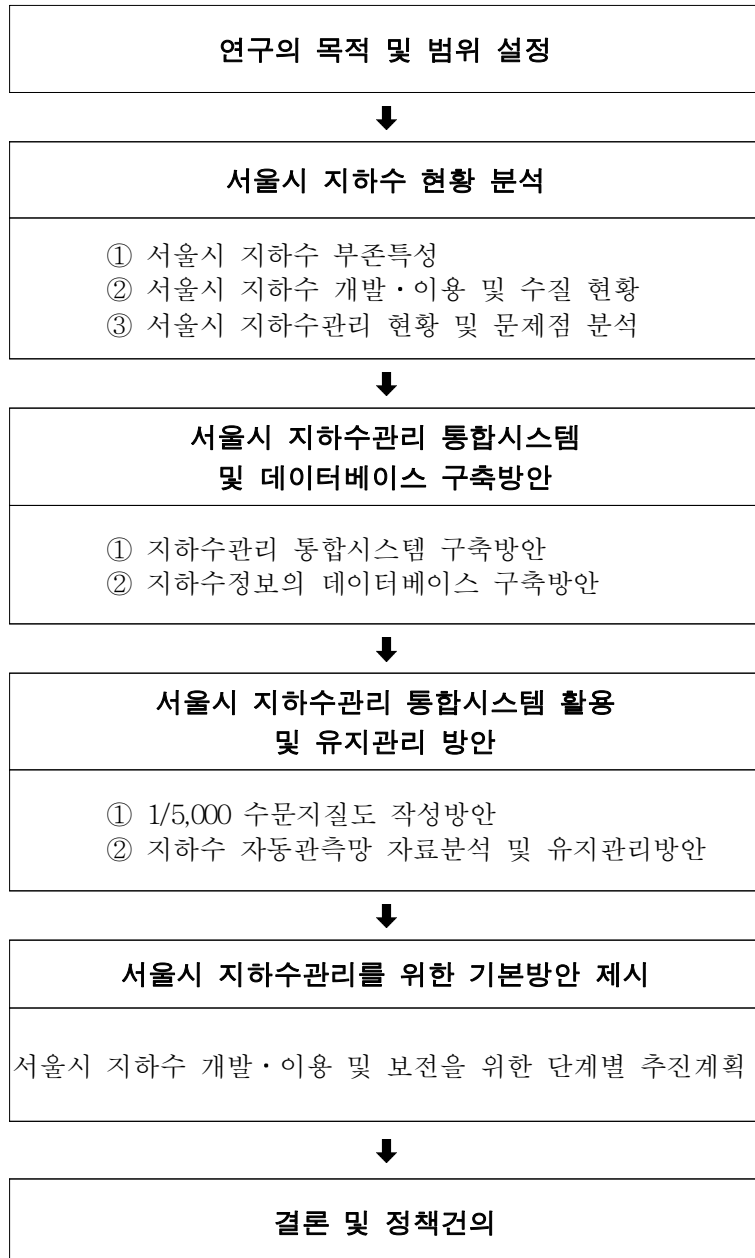 연구의 목적 및 범위 설정
서울시 지하수 현황 분석
① 서울시 지하수 부존특성
② 서울시 지하수 개발·이용 및 수질 현황
③ 서울시 지하수관리 현황 및 문제점 분석
서울시 지하수관리 통합시스템
및 데이터베이스 구축방안
① 지하수관리 통합시스템 구축방안
② 지하수정보의 데이터베이스 구축방안
서울시 지하수관리 통합시스템 활용
및 유지관리 방안
① 1/5,000 수문지질도 작성방안
② 지하수 자동관측망 자료분석 및 유지관리방안
서울시 지하수관리를 위한 기본방안 제시
서울시 지하수 개발·이용 및 보전을 위한 단계별 추진계획
결론 및 정책건의